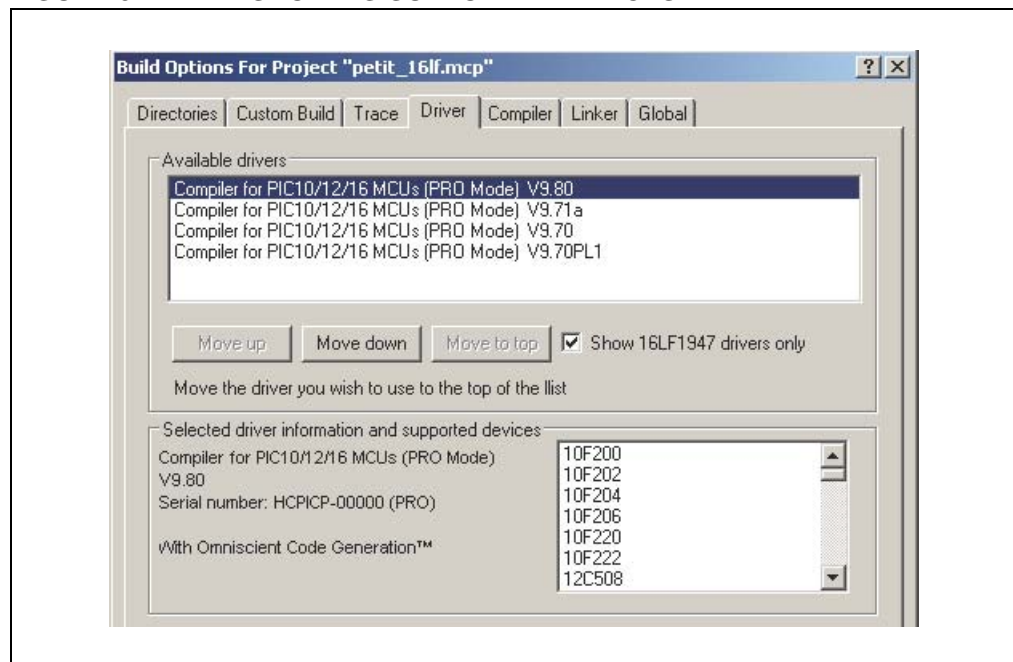 Build Options For Project "petit_16lf.mcp"
Directories Custom Build Trace Driver Compiler Linker Global
Available drivers
Compiler for PIC10/12/16 MCUs (PRO Mode) V9.80
Compiler for PIC10/12/16 MCUs (PRO Mode) V9.71a
Compiler for PIC10/12/16 MCUs (PRO Mode) V9.70
Compiler for PIC10/12/16 MCUs (PRO Mode) V9.70PL1
Move up Move down Move to top Show 16LF1947 drivers only
Move the driver you wish to use to the top of the llist
Selected driver information and supported devices
Compiler for PIC10/12/16 MCUs (PRO Mode)
V9.80
Serial number: HCPICP-00000 (PRO)
With Omniscient Code Generation™
10F200
10F202
10F204
10F206
10F220
10F222
12C508